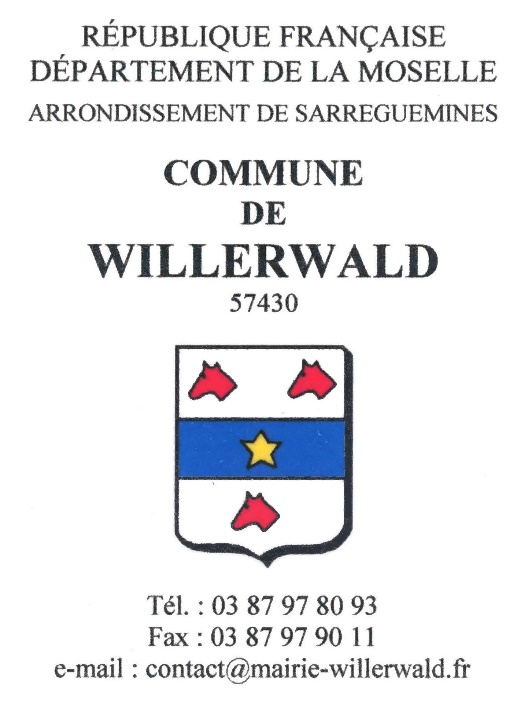 RÉPUBLIQUE FRANÇAISE
DÉPARTEMENT DE LA MOSELLE
ARRONDISSEMENT DE SARREGUEMINES
COMMUNE
DE
WILLERWALD
57430
Tél. : 03 87 97 80 93
Fax : 03 87 97 90 11
e-mail : contact@mairie-willerwald.fr